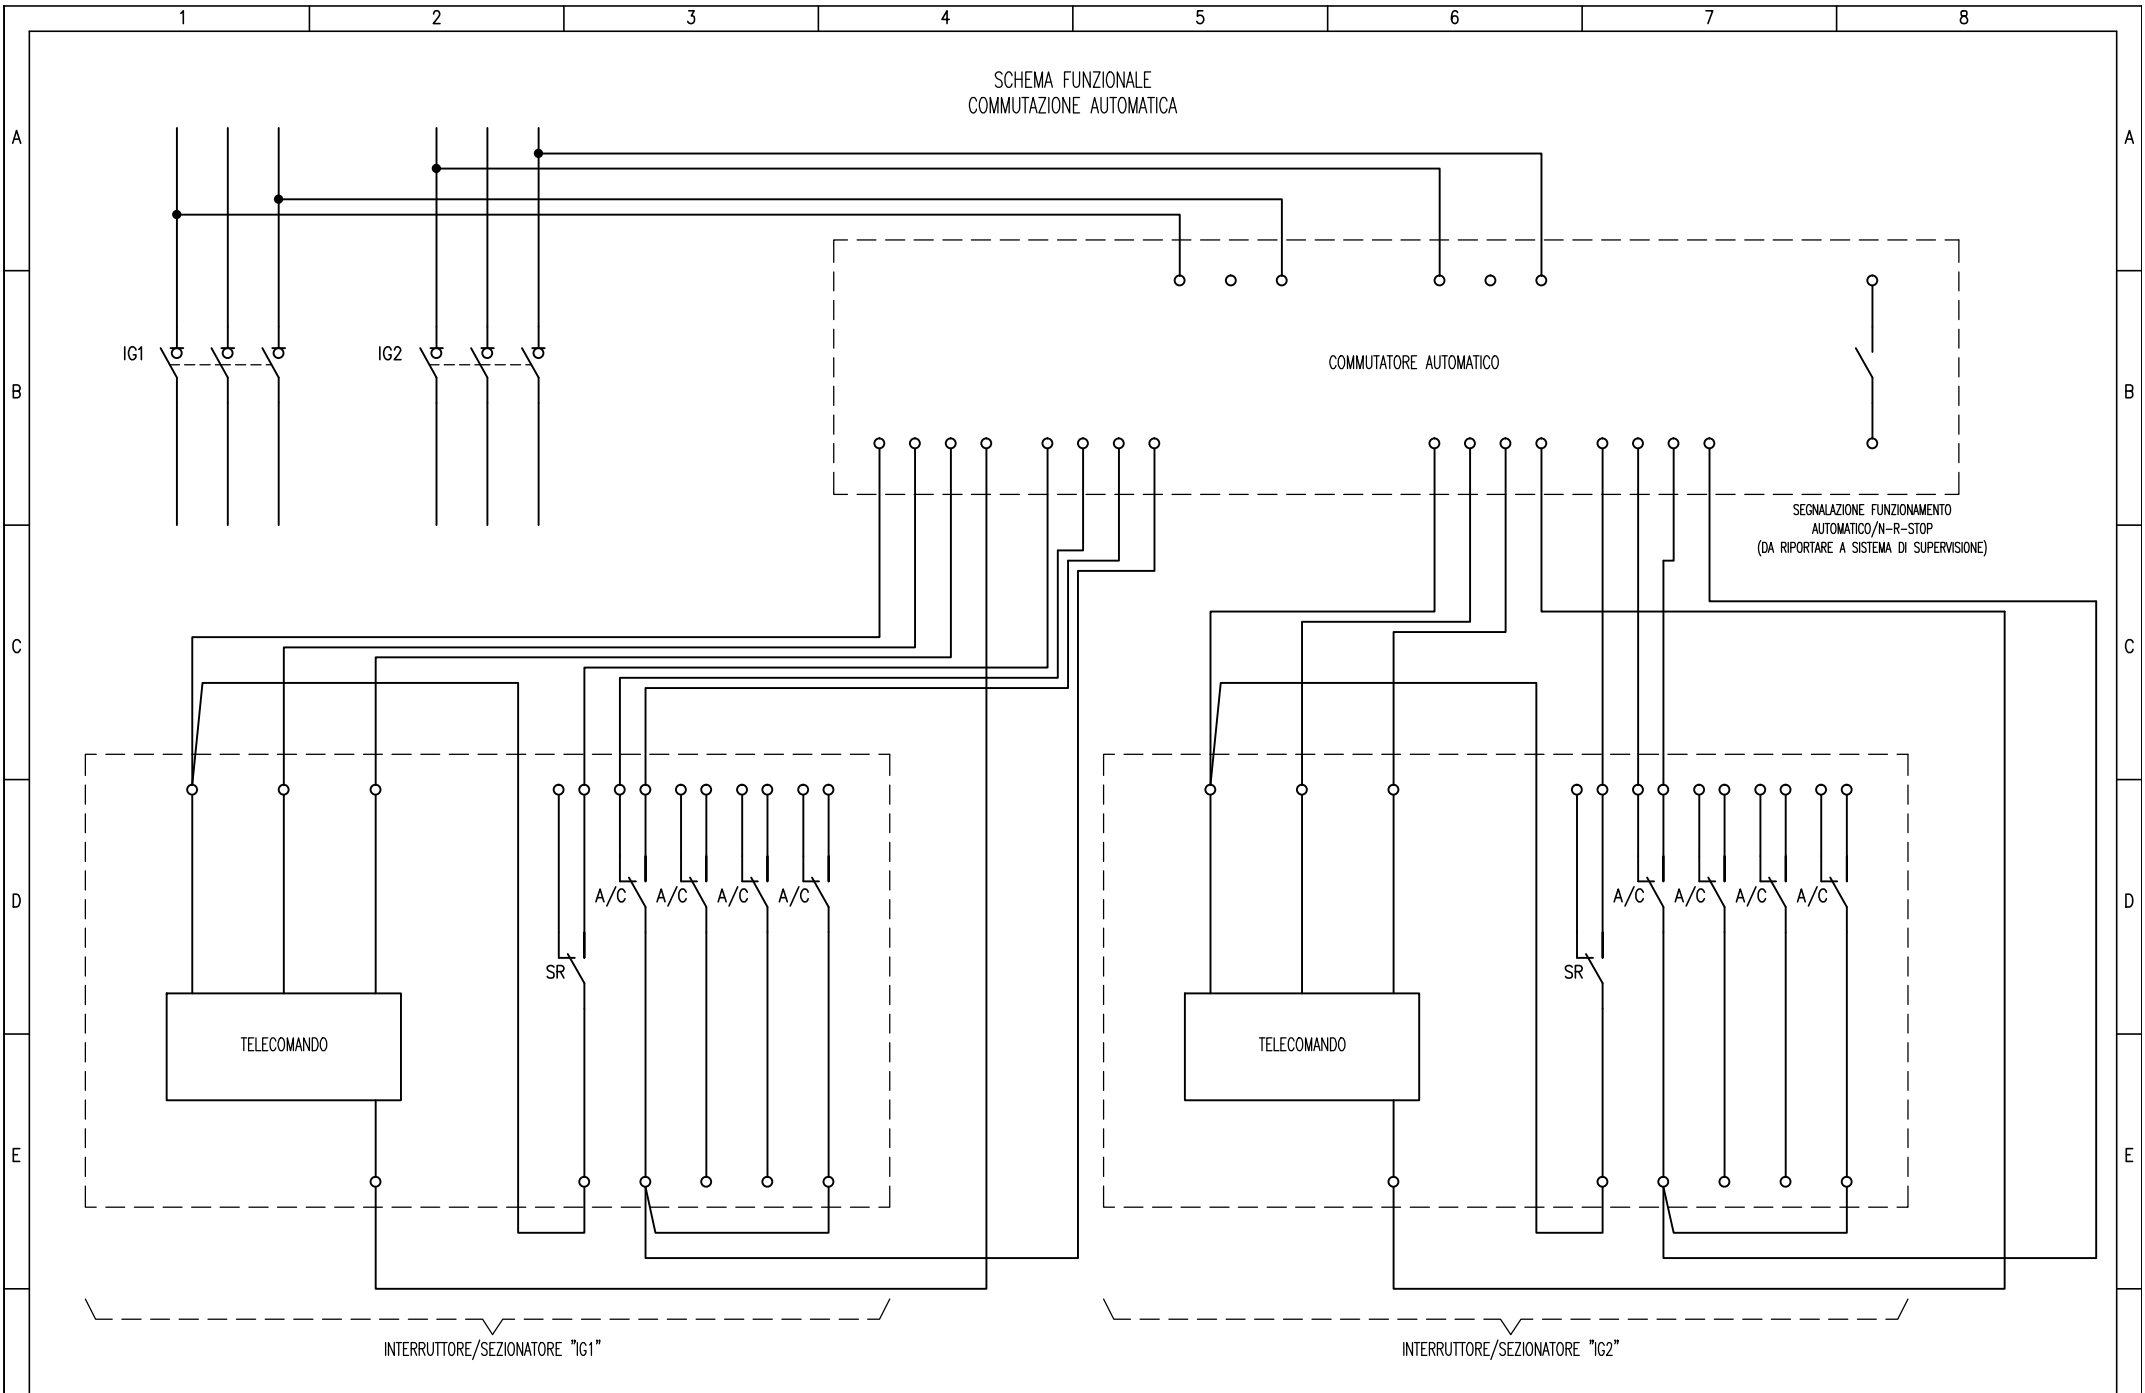 1 2 3 4 5 6 7 8
SCHEMA FUNZIONALE
COMMUTAZIONE AUTOMATICA
A A
IG1 IG2
COMMUTATORE AUTOMATICO
B B
SEGNALAZIONE FUNZIONAMENTO
AUTOMATICO/N-R-STOP
(DA RIPORTARE A SISTEMA DI SUPERVISIONE)
C C
A/C A/C A/C A/C A/C A/C A/C A/C
D D
SR SR
TELECOMANDO TELECOMANDO
E E
INTERRUTTORE/SEZIONATORE "IG1" INTERRUTTORE/SEZIONATORE "IG2"